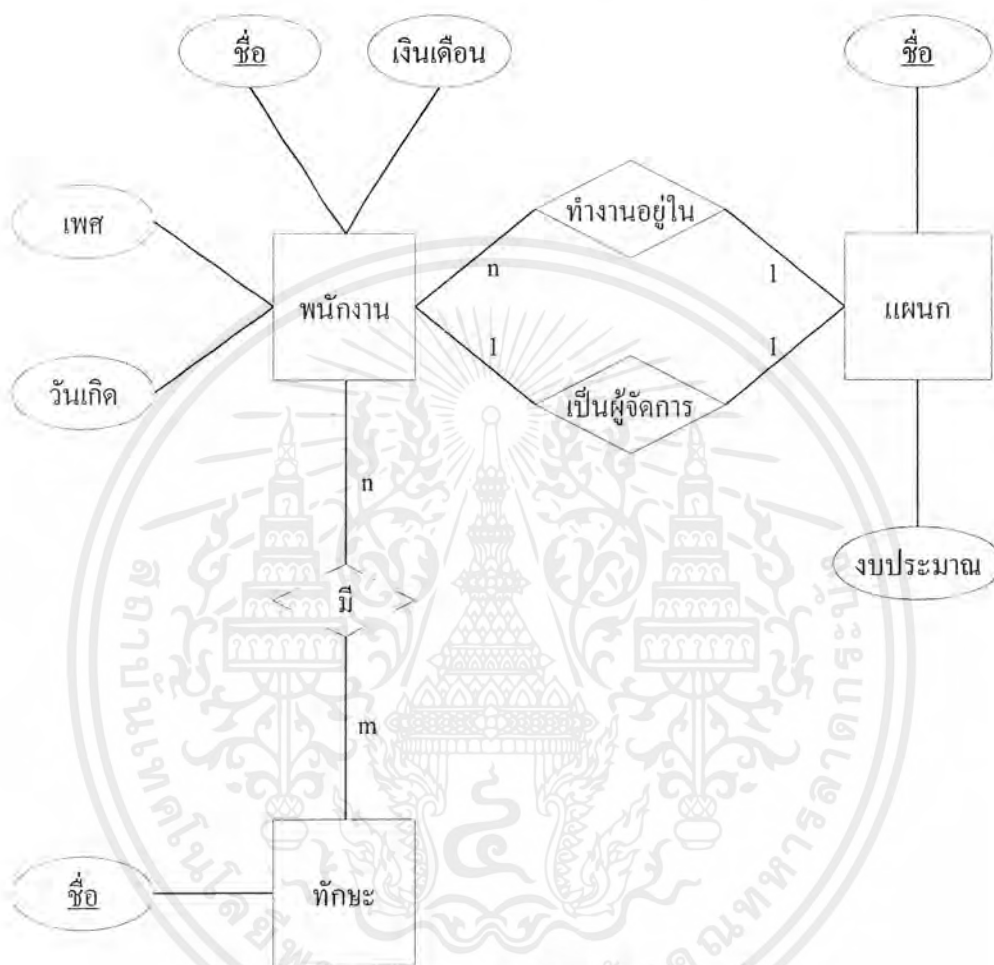 ชื่อ
เงินเดือน
ชื่อ
เพศ
ทำงานอยู่ใน
n
1
พนักงาน
แผนก
1
1
วันเกิด
เป็นผู้จัดการ
n
งบประมาณ
มี
m
ชื่อ
ทักษะ